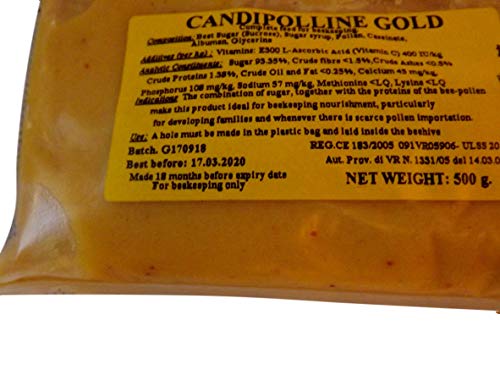 CANDIPOLLINE GOLD
Complete feed for beekeeping.
Composition: Best Sugar (Sucrose), Sugar syrup, Pollen, Caseinate,
Albuman, Glycerine
Additives (per Kg): Vitamins: E300 L-Ascorbic Acid (Vitamin C) 400 IU/kg
Analytic Constituents: Sugar 93.35%, Crude fibre <1.5%, Crude Ashes <0.5%
Crude Proteins 1.38%, Crude Oil and Fat <0.25%, Calcium 45 mg/kg,
Phosphorus 108 mg/kg, Sodium 57 mg/kg, Methionine <LQ, Lysine <LQ
Indications: The combination of sugar, together with the proteins of the bee-pollen
make this product ideal for beekeeping nourishment, particularly
for developing families and whenever there is scarce pollen importation.
Use: A hole must be made in the plastic bag and laid inside the beehive
Batch. G170918
REG.CE 183/2005 091VR05906- ULSS 20
Best before: 17.03.2020
Aut. Prov. di VR N. 1331/05 del 14.03.0
Made 18 months before expiry date
For beekeeping only
NET WEIGHT: 500 g.